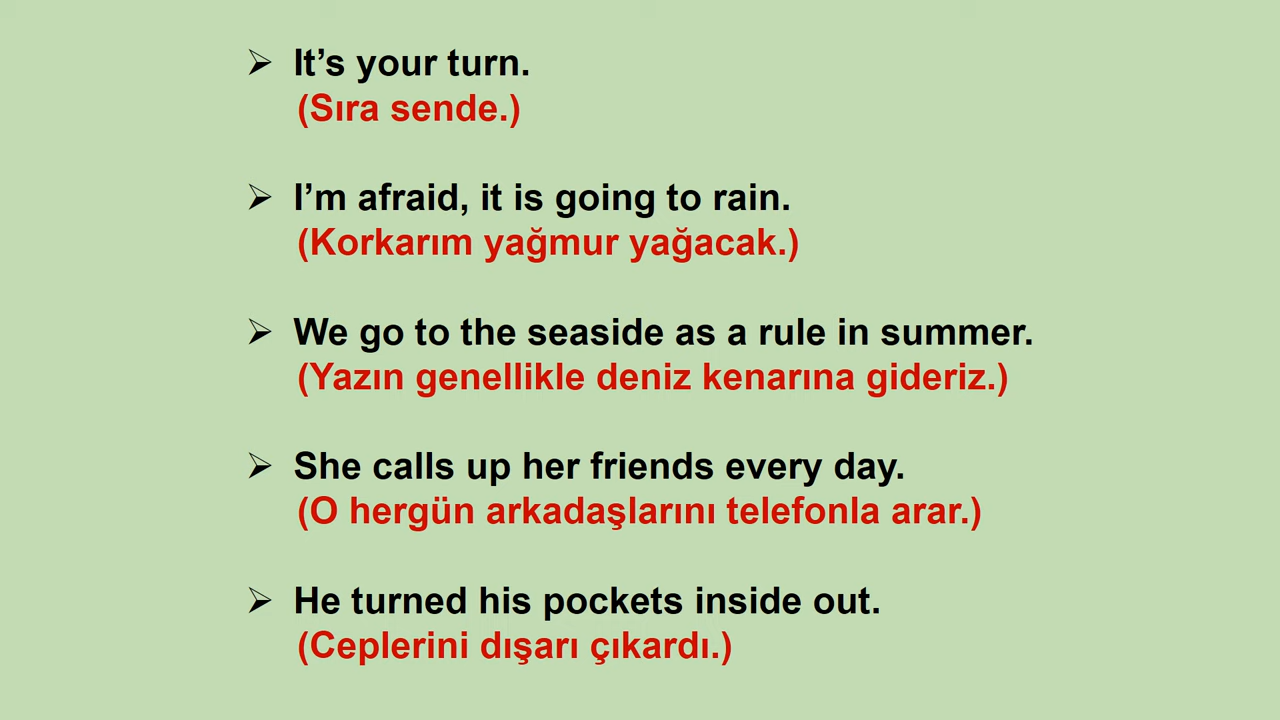 ➢ It’s your turn.
(Sıra sende.)
➢ I’m afraid, it is going to rain.
(Korkarım yağmur yağacak.)
➢ We go to the seaside as a rule in summer.
(Yazın genellikle deniz kenarına gideriz.)
➢ She calls up her friends every day.
(O hergün arkadaşlarını telefonla arar.)
➢ He turned his pockets inside out.
(Ceplerini dışarı çıkardı.)